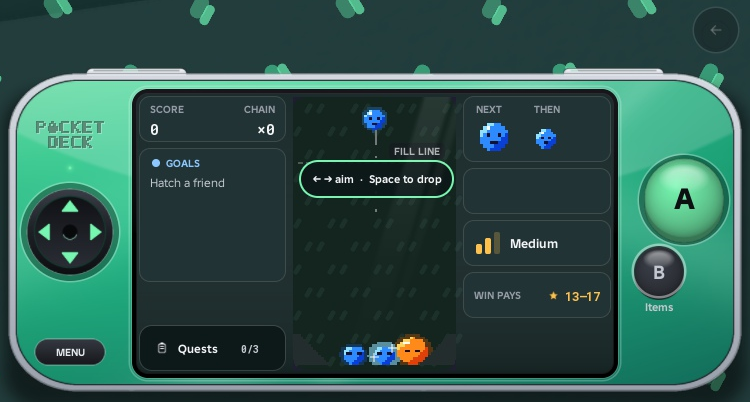 POCKET
DECK
SCORE CHAIN
0 ×0
GOALS
Hatch a friend
Quests 0/3
MENU
FILL LINE
←→ aim · Space to drop
NEXT THEN
Medium
WIN PAYS ★ 13–17
A
B
Items